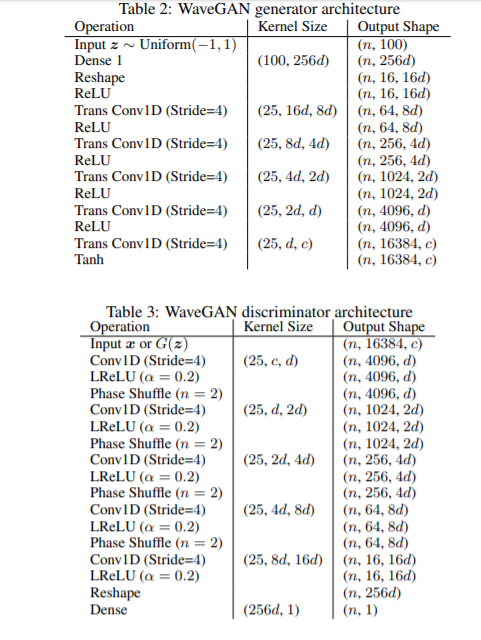 Table 2: WaveGAN generator architecture
Operation Kernel Size Output Shape
Input z ∼ Uniform(−1, 1) (n, 100)
Dense 1 (100, 256d) (n, 256d)
Reshape (n, 16, 16d)
ReLU (n, 16, 16d)
Trans Conv1D (Stride=4) (25, 16d, 8d) (n, 64, 8d)
ReLU (n, 64, 8d)
Trans Conv1D (Stride=4) (25, 8d, 4d) (n, 256, 4d)
ReLU (n, 256, 4d)
Trans Conv1D (Stride=4) (25, 4d, 2d) (n, 1024, 2d)
ReLU (n, 1024, 2d)
Trans Conv1D (Stride=4) (25, 2d, d) (n, 4096, d)
ReLU (n, 4096, d)
Trans Conv1D (Stride=4) (25, d, c) (n, 16384, c)
Tanh (n, 16384, c)
Table 3: WaveGAN discriminator architecture
Operation Kernel Size Output Shape
Input x or G(z) (n, 16384, c)
Conv1D (Stride=4) (25, c, d) (n, 4096, d)
LReLU (α = 0.2) (n, 4096, d)
Phase Shuffle (n = 2) (n, 4096, d)
Conv1D (Stride=4) (25, d, 2d) (n, 1024, 2d)
LReLU (α = 0.2) (n, 1024, 2d)
Phase Shuffle (n = 2) (n, 1024, 2d)
Conv1D (Stride=4) (25, 2d, 4d) (n, 256, 4d)
LReLU (α = 0.2) (n, 256, 4d)
Phase Shuffle (n = 2) (n, 256, 4d)
Conv1D (Stride=4) (25, 4d, 8d) (n, 64, 8d)
LReLU (α = 0.2) (n, 64, 8d)
Phase Shuffle (n = 2) (n, 64, 8d)
Conv1D (Stride=4) (25, 8d, 16d) (n, 16, 16d)
LReLU (α = 0.2) (n, 16, 16d)
Reshape (n, 256d)
Dense (256d, 1) (n, 1)